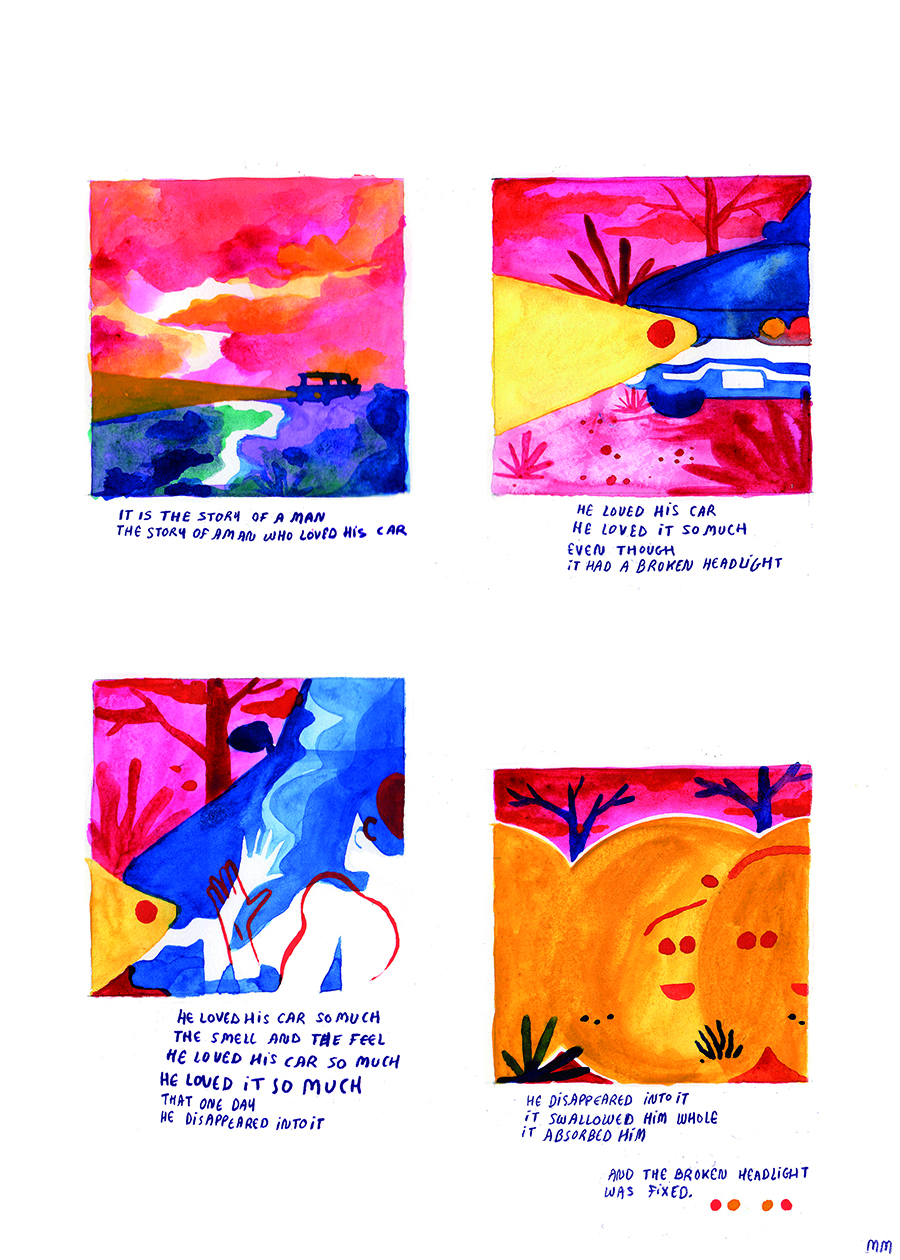 IT IS THE STORY OF A MAN
THE STORY OF A MAN WHO LOVED HIS CAR
HE LOVED HIS CAR
HE LOVED IT SO MUCH
EVEN THOUGH
IT HAD A BROKEN HEADLIGHT
HE LOVED HIS CAR SO MUCH
THE SMELL AND THE FEEL
HE LOVED HIS CAR SO MUCH
HE LOVED IT SO MUCH
THAT ONE DAY
HE DISAPPEARED INTO IT
HE DISAPPEARED INTO IT
IT SWALLOWED HIM WHOLE
IT ABSORBED HIM
AND THE BROKEN HEADLIGHT
WAS FIXED.
MM